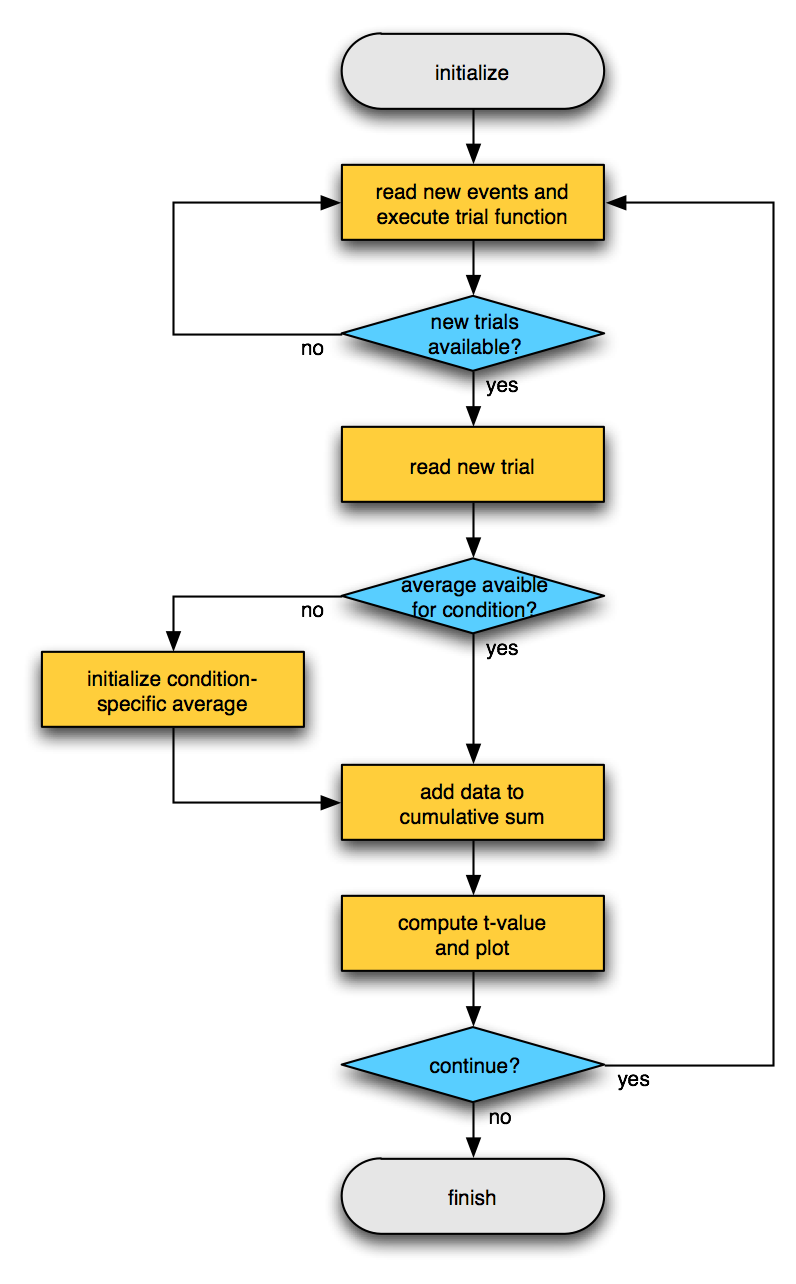 initialize
read new events and
execute trial function
new trials
available?
no
yes
read new trial
average avaible
for condition?
no
yes
initialize condition-
specific average
add data to
cumulative sum
compute t-value
and plot
continue?
yes
no
finish